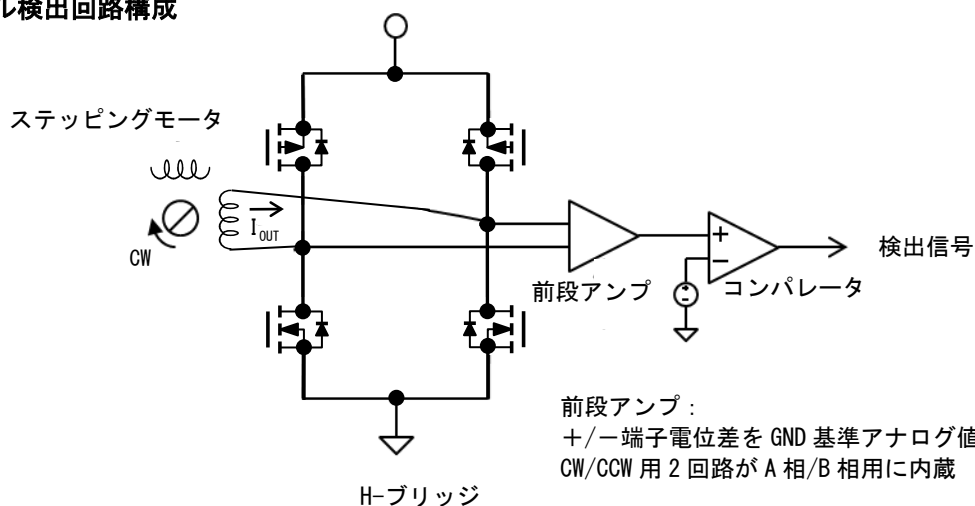 ル検出回路構成
ステッピングモータ
I_OUT
CW
前段アンプ
+
−
コンパレータ
検出信号
前段アンプ：
＋/－端子電位差を GND 基準アナログ値
CW/CCW 用 2 回路が A 相/B 相用に内蔵
H-ブリッジ